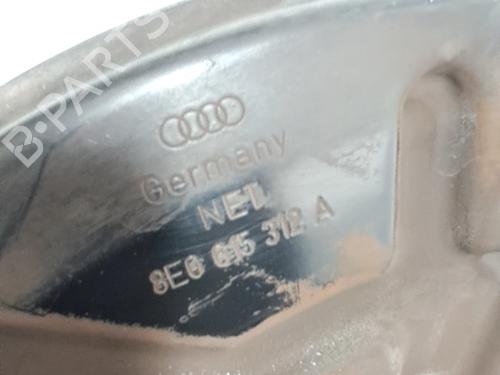 B-PARTS
Germany
NET
8E0 615 312 A